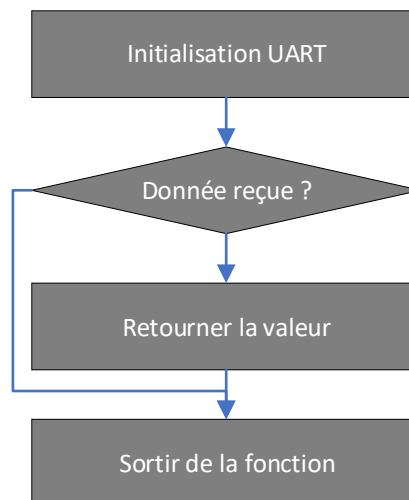 Initialisation UART
Donnée reçue ?
Retourner la valeur
Sortir de la fonction